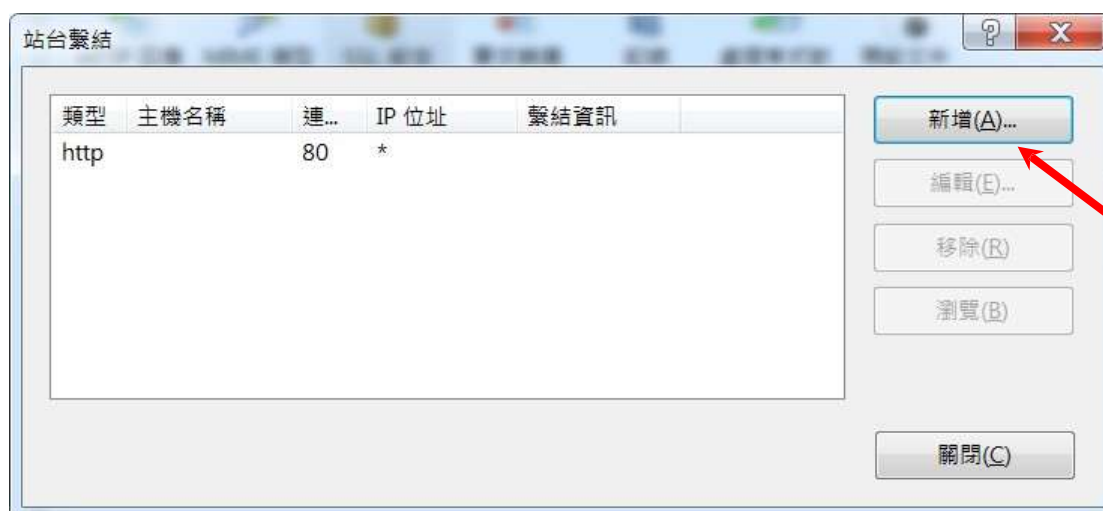 站台繫結
類型 主機名稱 連... IP 位址 繫結資訊
http 80 *
新增(A)...
編輯(E)...
移除(R)
瀏覽(B)
關閉(C)